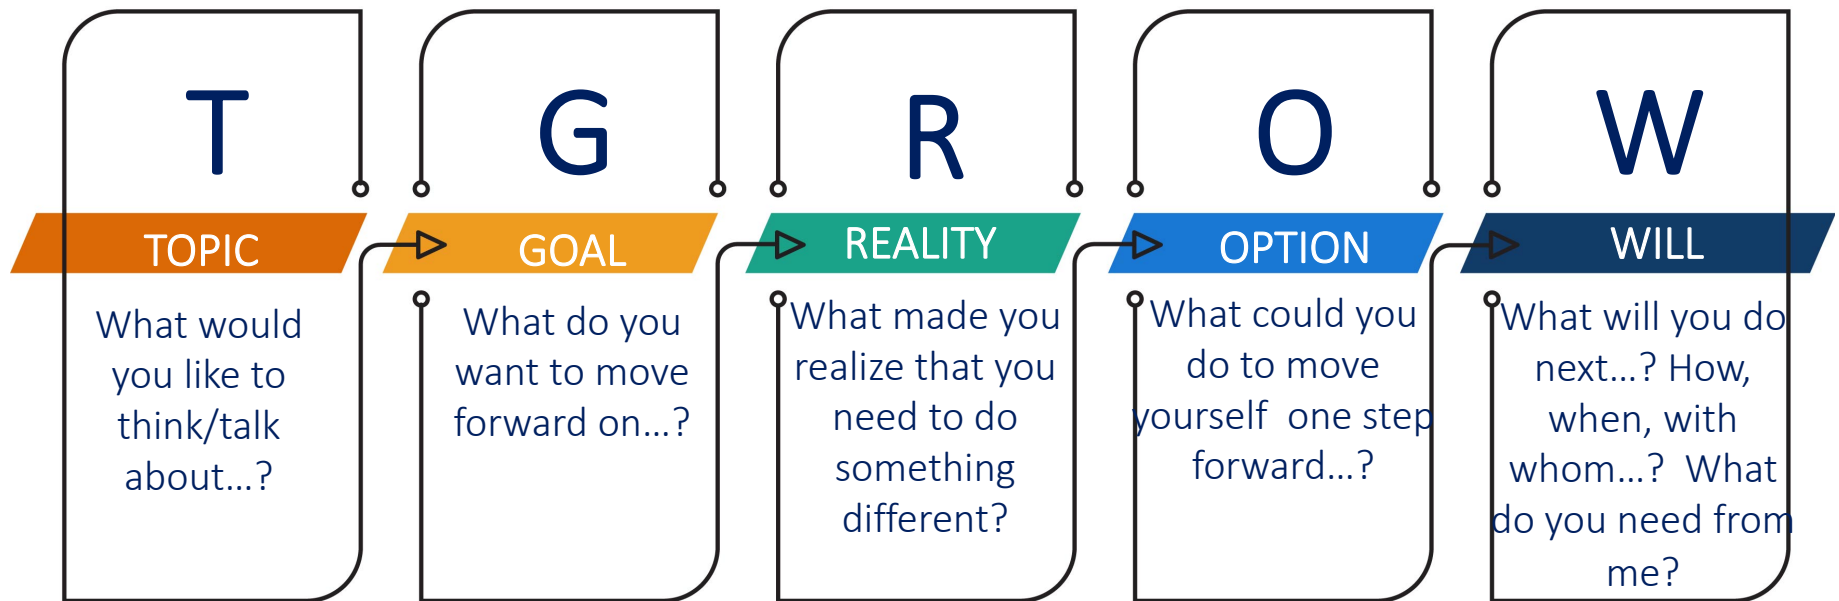 T
TOPIC
What would
you like to
think/talk
about...?
G
GOAL
What do you
want to move
forward on...?
R
REALITY
What made you
realize that you
need to do
something
different?
O
OPTION
What could you
do to move
yourself  one step
forward...?
W
WILL
What will you do
next...? How,
when, with
whom...?  What
do you need from
me?